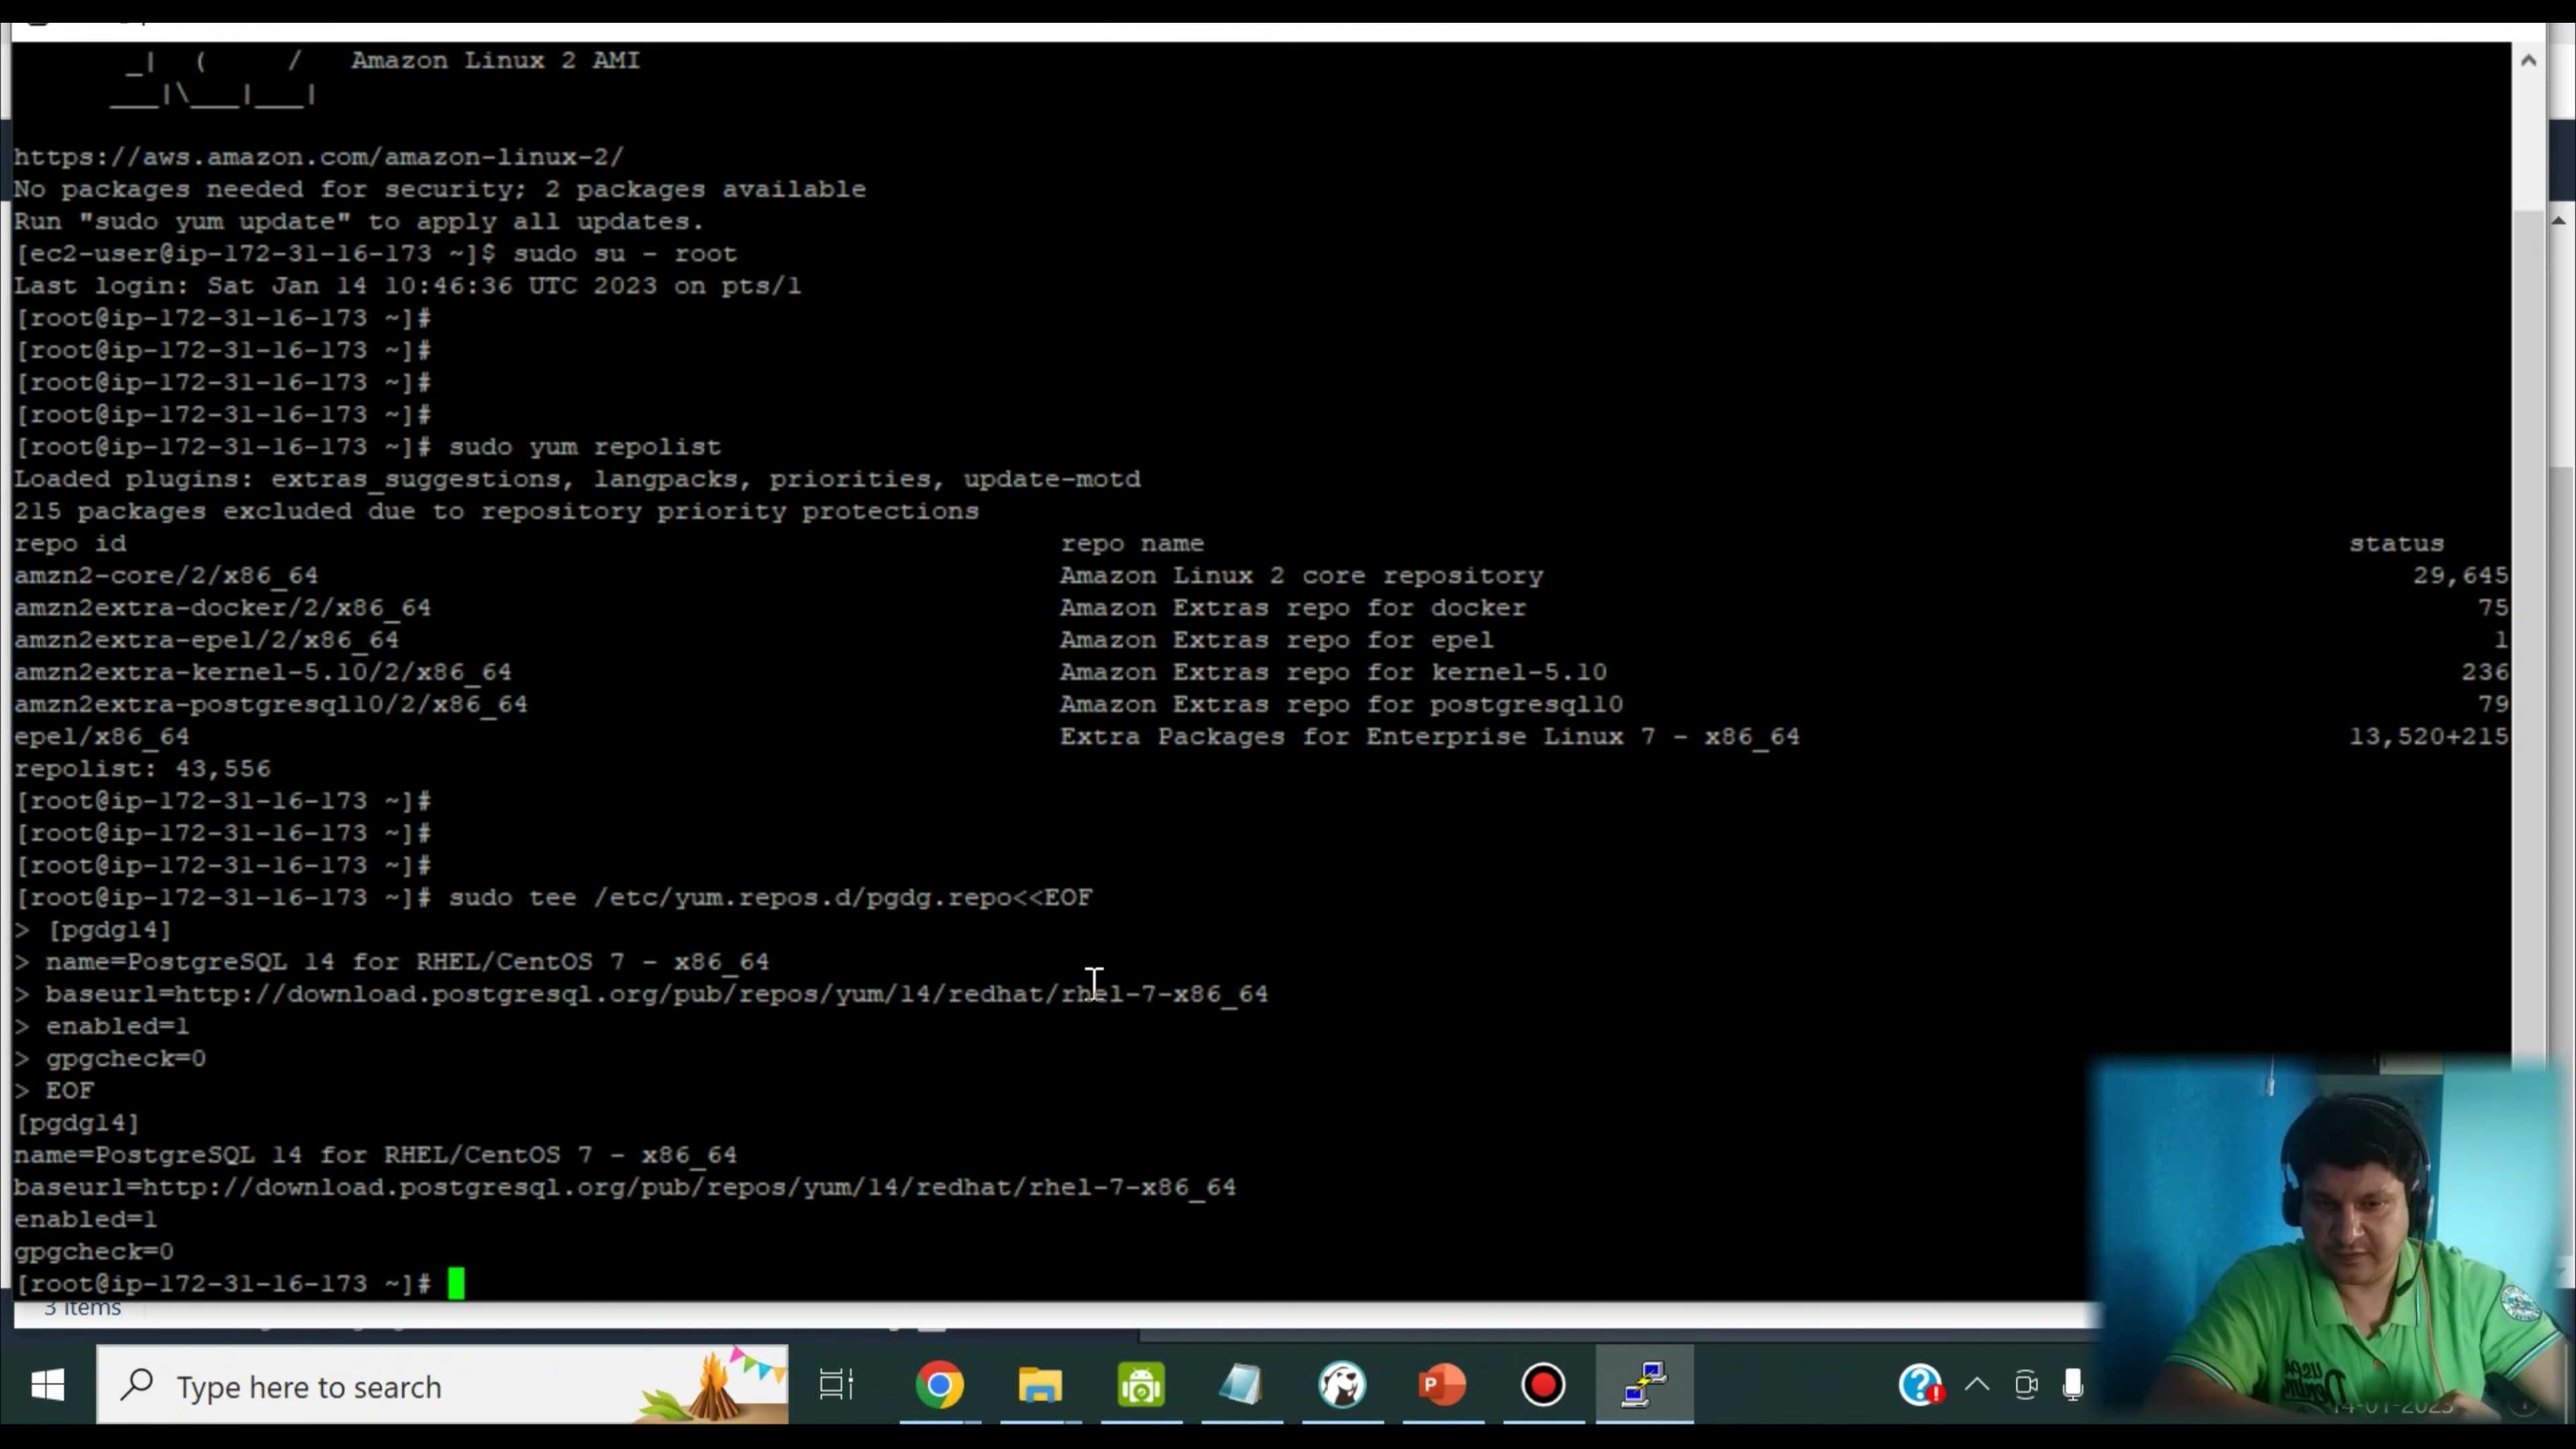 _| ( / Amazon Linux 2 AMI
___|\___|___|
https://aws.amazon.com/amazon-linux-2/
No packages needed for security; 2 packages available
Run "sudo yum update" to apply all updates.
[ec2-user@ip-172-31-16-173 ~]$ sudo su - root
Last login: Sat Jan 14 10:46:36 UTC 2023 on pts/1
[root@ip-172-31-16-173 ~]#
[root@ip-172-31-16-173 ~]#
[root@ip-172-31-16-173 ~]#
[root@ip-172-31-16-173 ~]#
[root@ip-172-31-16-173 ~]# sudo yum repolist
Loaded plugins: extras_suggestions, langpacks, priorities, update-motd
215 packages excluded due to repository priority protections
repo id repo name status
amzn2-core/2/x86_64 Amazon Linux 2 core repository 29,645
amzn2extra-docker/2/x86_64 Amazon Extras repo for docker 75
amzn2extra-epel/2/x86_64 Amazon Extras repo for epel 1
amzn2extra-kernel-5.10/2/x86_64 Amazon Extras repo for kernel-5.10 236
amzn2extra-postgresql10/2/x86_64 Amazon Extras repo for postgresql10 79
epel/x86_64 Extra Packages for Enterprise Linux 7 - x86_64 13,520+215
repolist: 43,556
[root@ip-172-31-16-173 ~]#
[root@ip-172-31-16-173 ~]#
[root@ip-172-31-16-173 ~]#
[root@ip-172-31-16-173 ~]# sudo tee /etc/yum.repos.d/pgdg.repo<<EOF
> [pgdg14]
> name=PostgreSQL 14 for RHEL/CentOS 7 - x86_64
> baseurl=http://download.postgresql.org/pub/repos/yum/14/redhat/rhel-7-x86_64
> enabled=1
> gpgcheck=0
> EOF
[pgdg14]
name=PostgreSQL 14 for RHEL/CentOS 7 - x86_64
baseurl=http://download.postgresql.org/pub/repos/yum/14/redhat/rhel-7-x86_64
enabled=1
gpgcheck=0
[root@ip-172-31-16-173 ~]#
3 items
Type here to search
14-01-2023